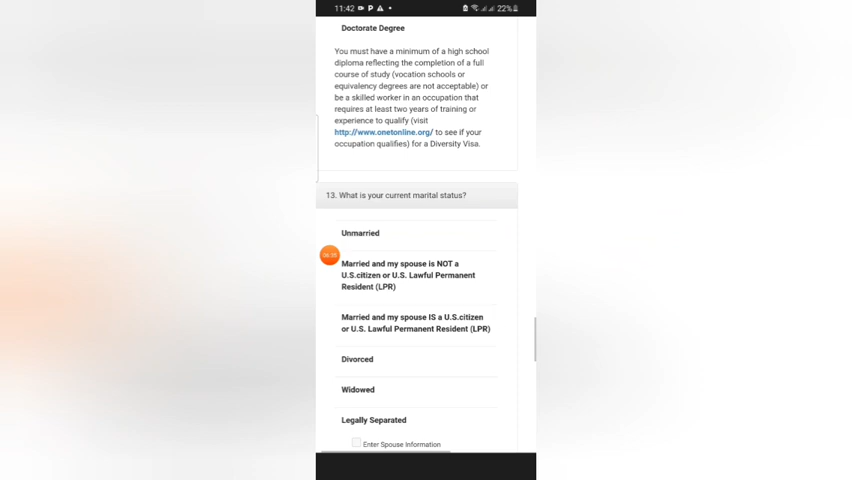 11:42 P 22%
Doctorate Degree
You must have a minimum of a high school
diploma reflecting the completion of a full
course of study (vocation schools or
equivalency degrees are not acceptable) or
be a skilled worker in an occupation that
requires at least two years of training or
experience to qualify (visit
http://www.onetonline.org/ to see if your
occupation qualifies) for a Diversity Visa.
13. What is your current marital status?
Unmarried
Married and my spouse is NOT a
U.S.citizen or U.S. Lawful Permanent
Resident (LPR)
Married and my spouse IS a U.S.citizen
or U.S. Lawful Permanent Resident (LPR)
Divorced
Widowed
Legally Separated
Enter Spouse Information